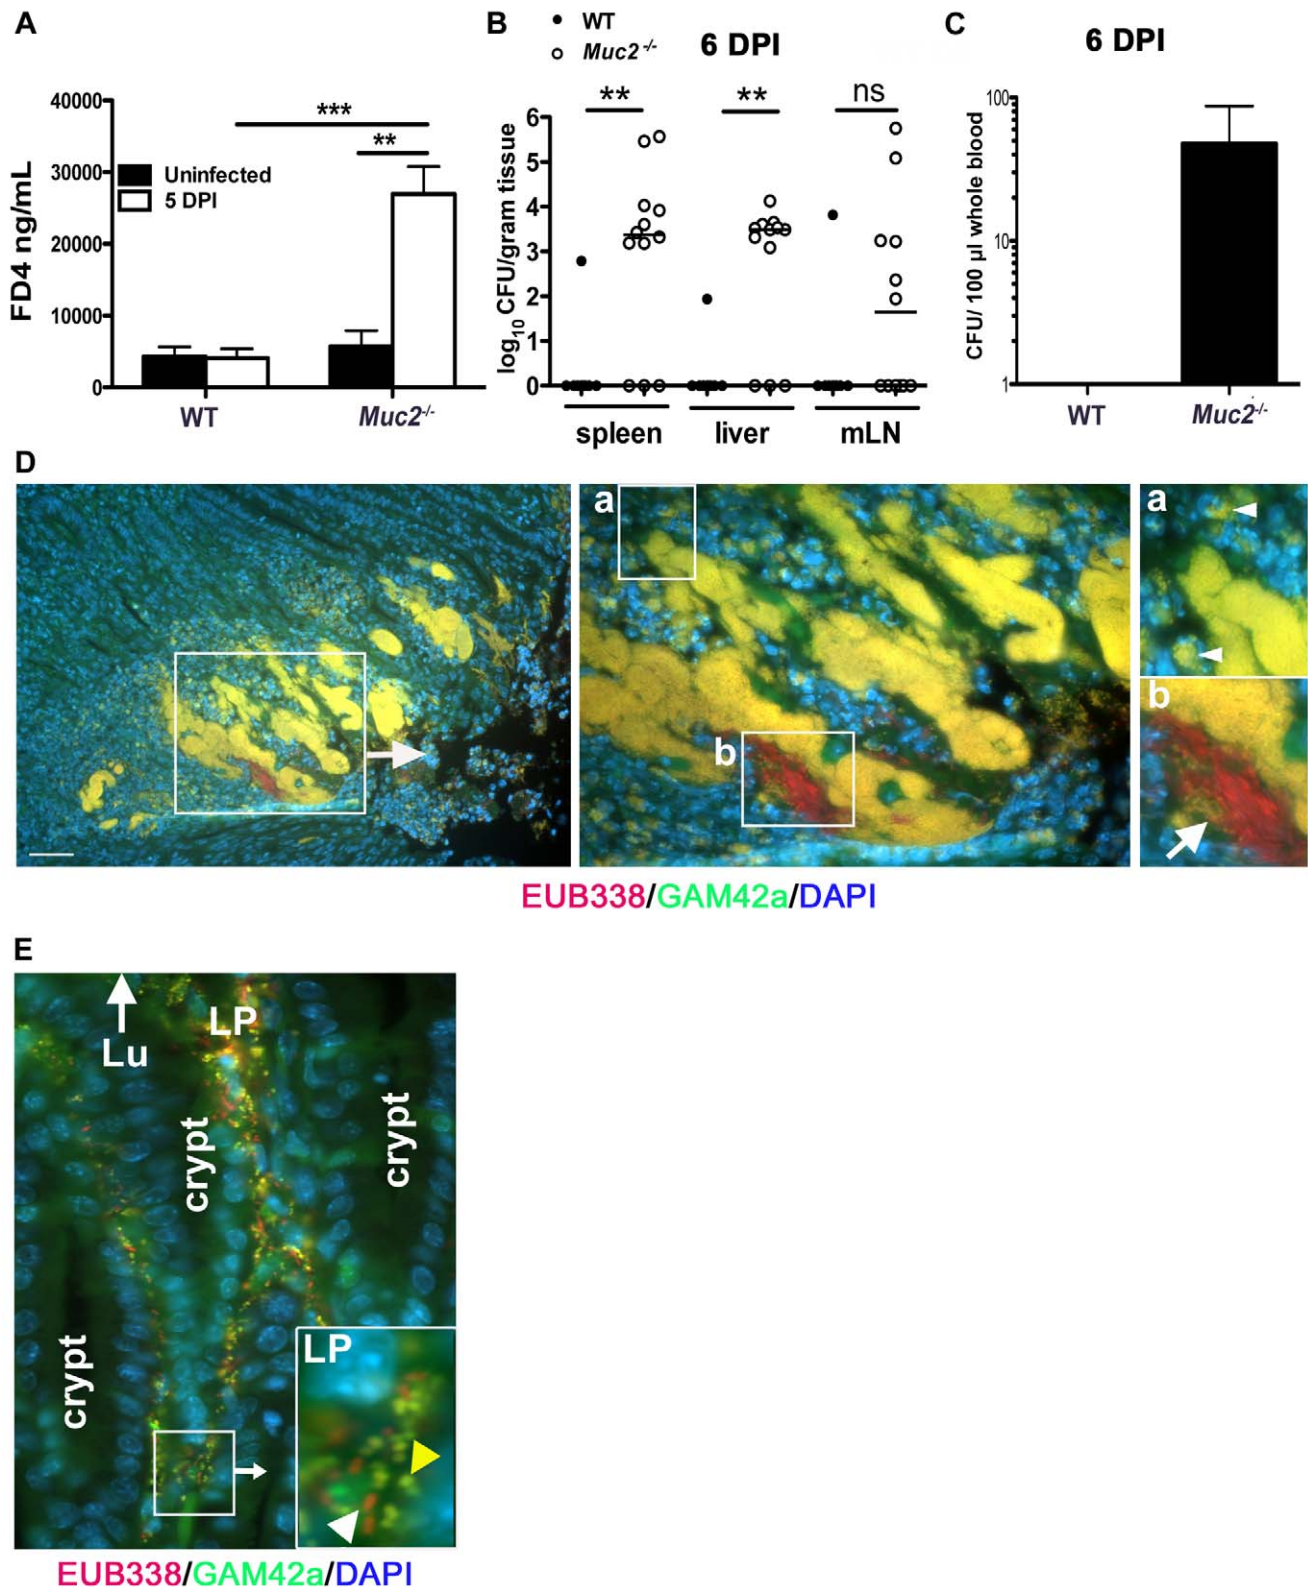 A
FD4 ng/mL
40000
30000
20000
10000
0
***
**
Uninfected
5 DPI
WT
Muc2-/-
B
WT
Muc2 -/-
6 DPI
log10 CFU/gram tissue
6
5
4
3
2
1
0
**
**
ns
spleen
liver
mLN
C
6 DPI
CFU/ 100 µl whole blood
100
10
1
WT
Muc2-/-
D
a
b
a
b
EUB338/GAM42a/DAPI
E
Lu
LP
crypt
crypt
crypt
LP
EUB338/GAM42a/DAPI